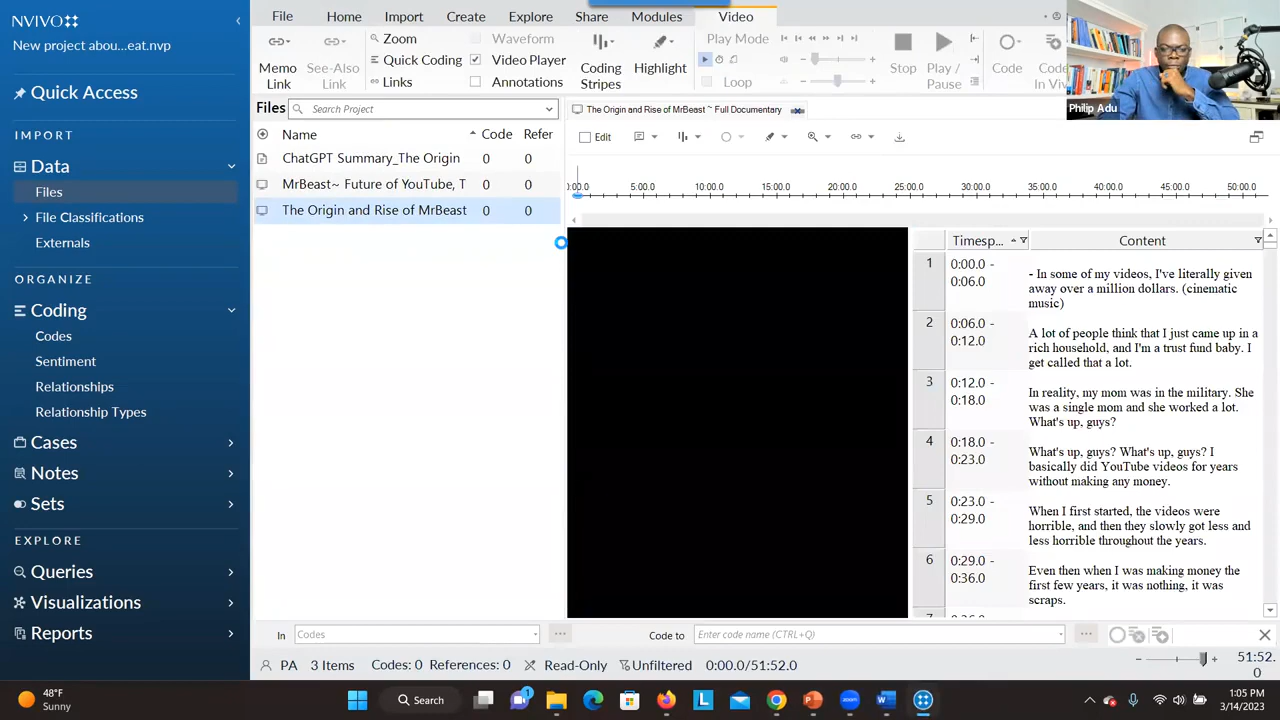 NVIVO
New project abou...eat.nvp
Quick Access
IMPORT
Data
Files
File Classifications
Externals
ORGANIZE
Coding
Codes
Sentiment
Relationships
Relationship Types
Cases
Notes
Sets
EXPLORE
Queries
Visualizations
Reports
File Home Import Create Explore Share Modules Video
Memo Link
See-Also Link
Zoom
Quick Coding
Links
Waveform
Video Player
Annotations
Coding Stripes
Highlight
Play Mode
Loop
Stop
Play / Pause
Code
Code In Viv
Philip Adu
Files Search Project
Name Code Refer
ChatGPT Summary_The Origin 0 0
MrBeast~ Future of YouTube, T 0 0
The Origin and Rise of MrBeast 0 0
The Origin and Rise of MrBeast ~ Full Documentary
Edit
0:00.0 5:00.0 10:00.0 15:00.0 20:00.0 25:00.0 30:00.0 35:00.0 40:00.0 45:00.0 50:00.0
Timesp... Content
1 0:00.0 - 0:06.0
- In some of my videos, I've literally given
away over a million dollars. (cinematic
music)
2 0:06.0 - 0:12.0
A lot of people think that I just came up in a
rich household, and I'm a trust fund baby. I
get called that a lot.
3 0:12.0 - 0:18.0
In reality, my mom was in the military. She
was a single mom and she worked a lot.
What's up, guys?
4 0:18.0 - 0:23.0
What's up, guys? What's up, guys? I
basically did YouTube videos for years
without making any money.
5 0:23.0 - 0:29.0
When I first started, the videos were
horrible, and then they slowly got less and
less horrible throughout the years.
6 0:29.0 - 0:36.0
Even then when I was making money the
first few years, it was nothing, it was
scraps.
In Codes ... Code to Enter code name (CTRL+Q) ...
PA 3 Items Codes: 0 References: 0 Read-Only Unfiltered 0:00.0/51:52.0 51:52.0
48°F
Sunny
Search
1:05 PM
3/14/2023